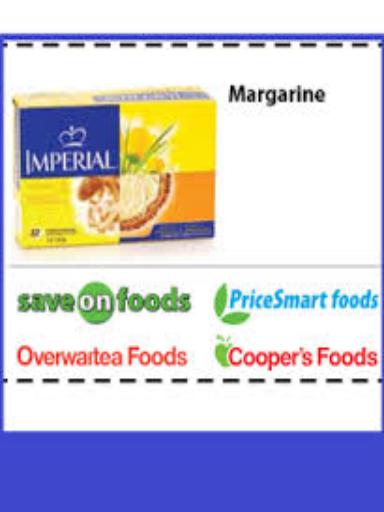 Margarine
IMPERIAL
save on foods
PriceSmart foods
Overwaitea Foods
Cooper's Foods